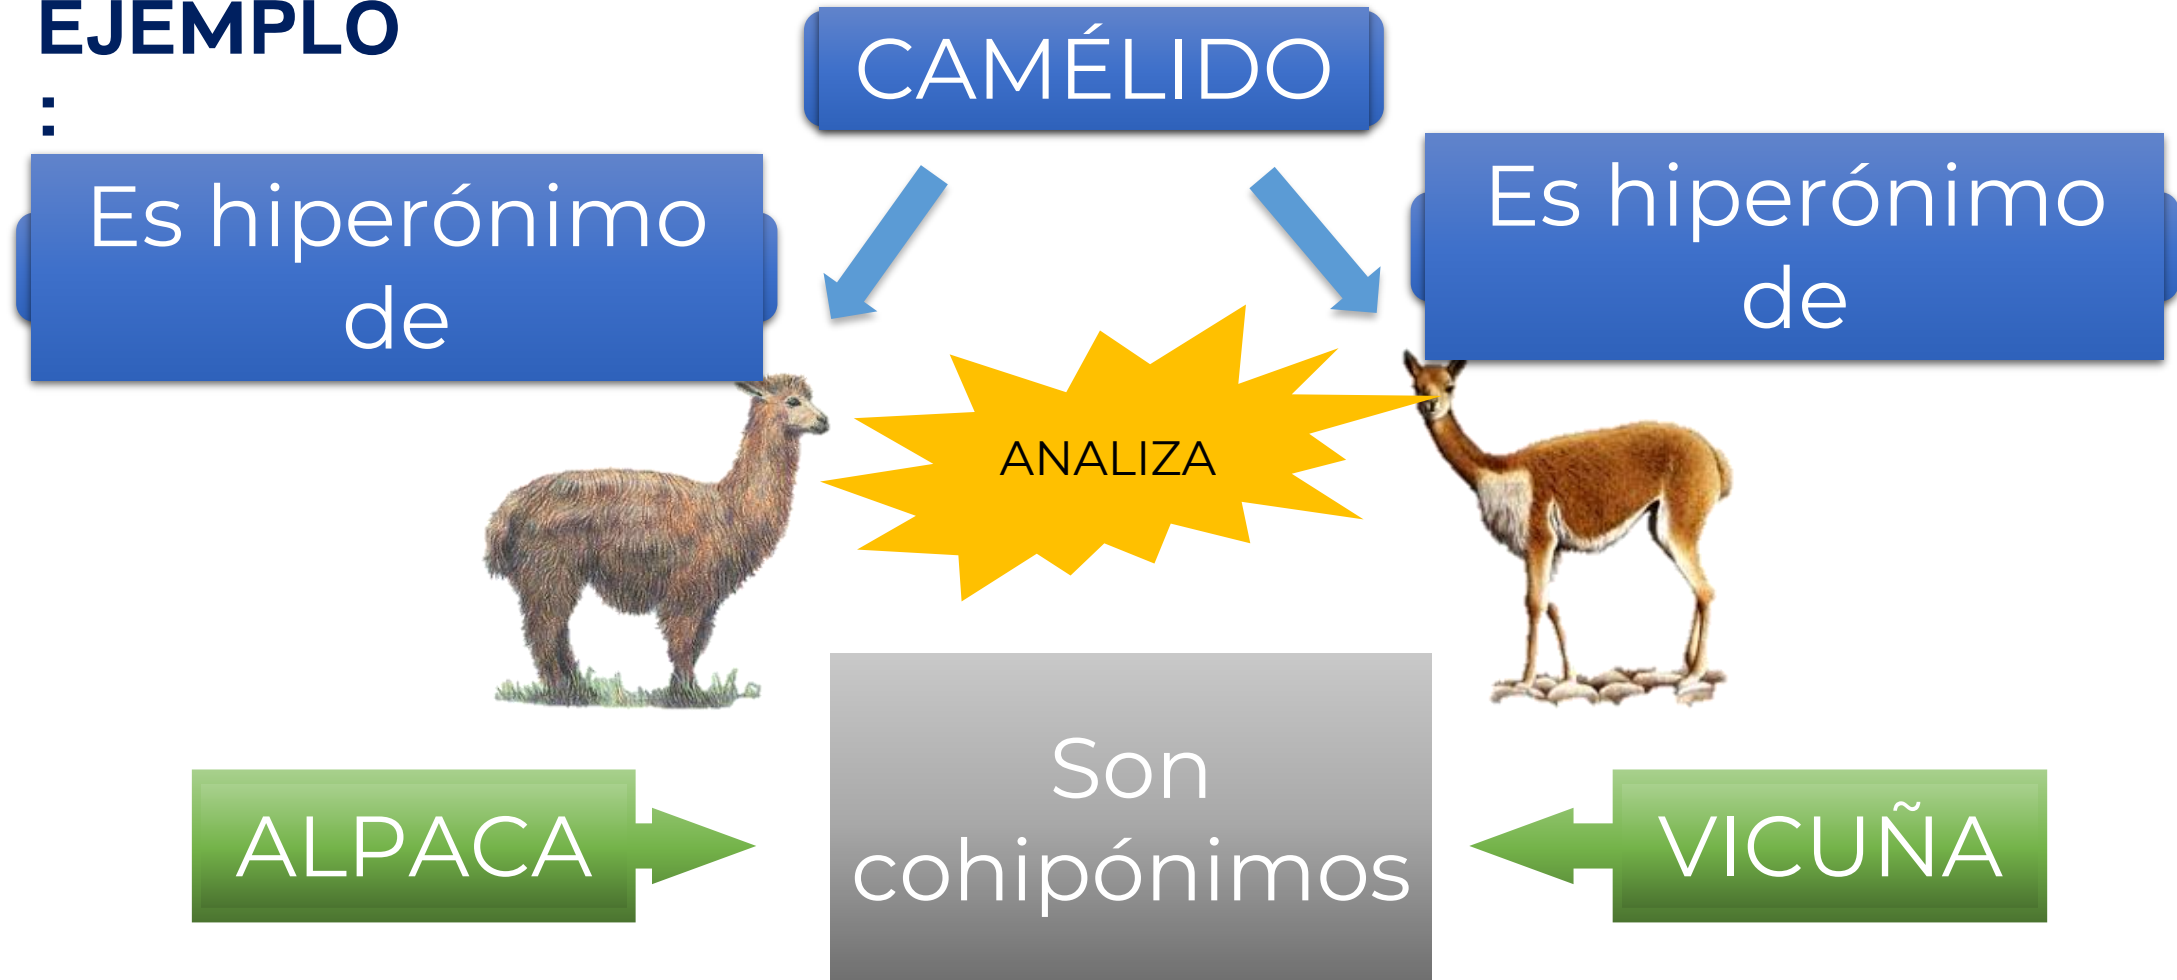 EJEMPLO
:
CAMÉLIDO
Es hiperónimo
de
Es hiperónimo
de
ANALIZA
Son
cohipónimos
ALPACA
VICUÑA